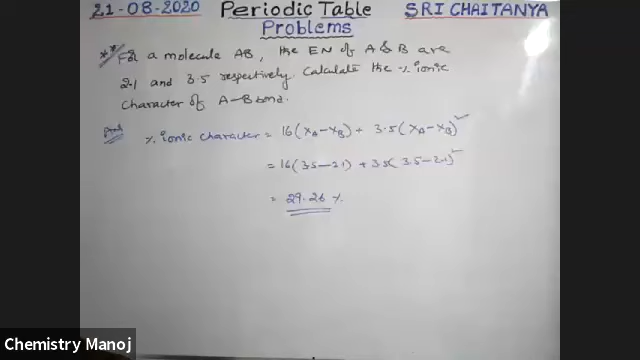 21-08-2020 Periodic Table SRI CHAITANYA
Problems
** For a molecule AB, the EN of A & B are
2.1 and 3.5 respectively. Calculate the % ionic
character of A-B bond.
% ionic character = 16(XA-XB) + 3.5(XA-XB)²
= 16(3.5-2.1) + 3.5(3.5-2.1)²
= 29.26 %
Chemistry Manoj